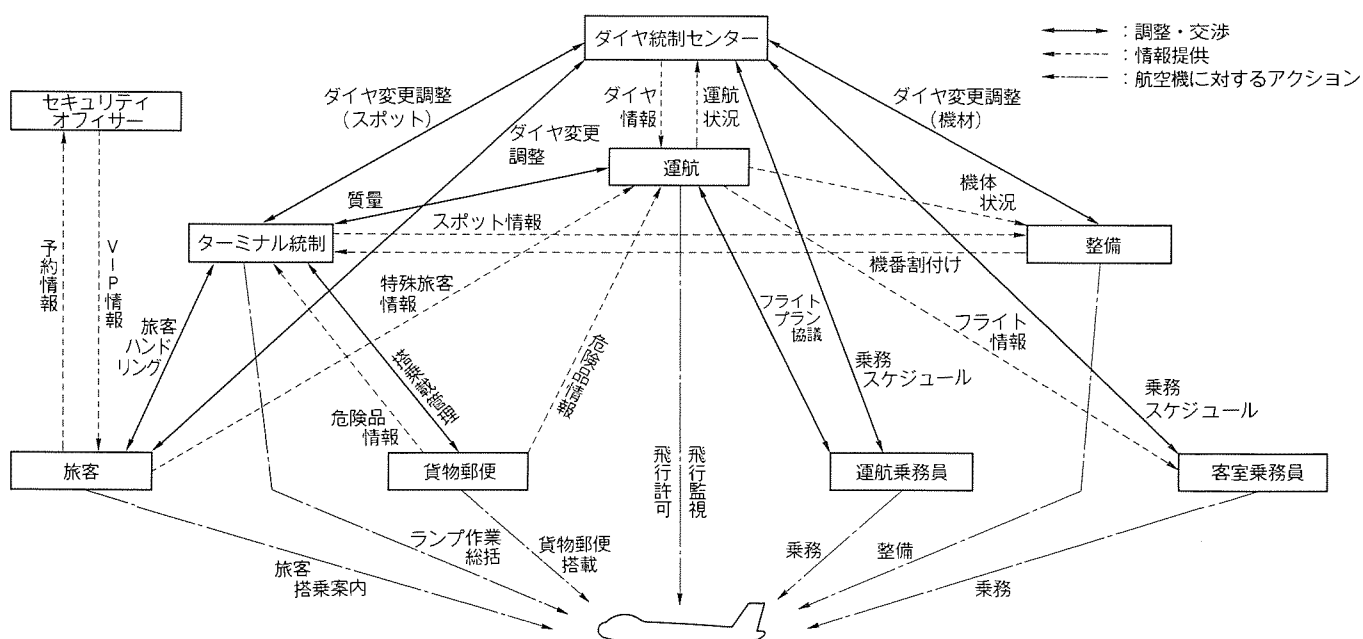 ダイヤ統制センター
：調整・交渉
：情報提供
：航空機に対するアクション
セキュリティ
オフィサー
ダイヤ変更調整
（スポット）
ダイヤ
情報
運航
状況
ダイヤ変更調整
（機材）
ダイヤ変更
調整
運航
機体
状況
質量
スポット情報
ターミナル統制
整備
機番割付け
予約情報
VIP情報
特殊旅客
情報
旅客
ハンド
リング
フライト
プラン
協議
フライト
情報
危険品情報
搭乗載管理
乗務
スケジュール
乗務
スケジュール
危険品
情報
旅客
貨物郵便
飛行許可
飛行監視
運航乗務員
客室乗務員
ランプ作業
総括
貨物郵便
搭載
乗務
整備
旅客
搭乗案内
乗務